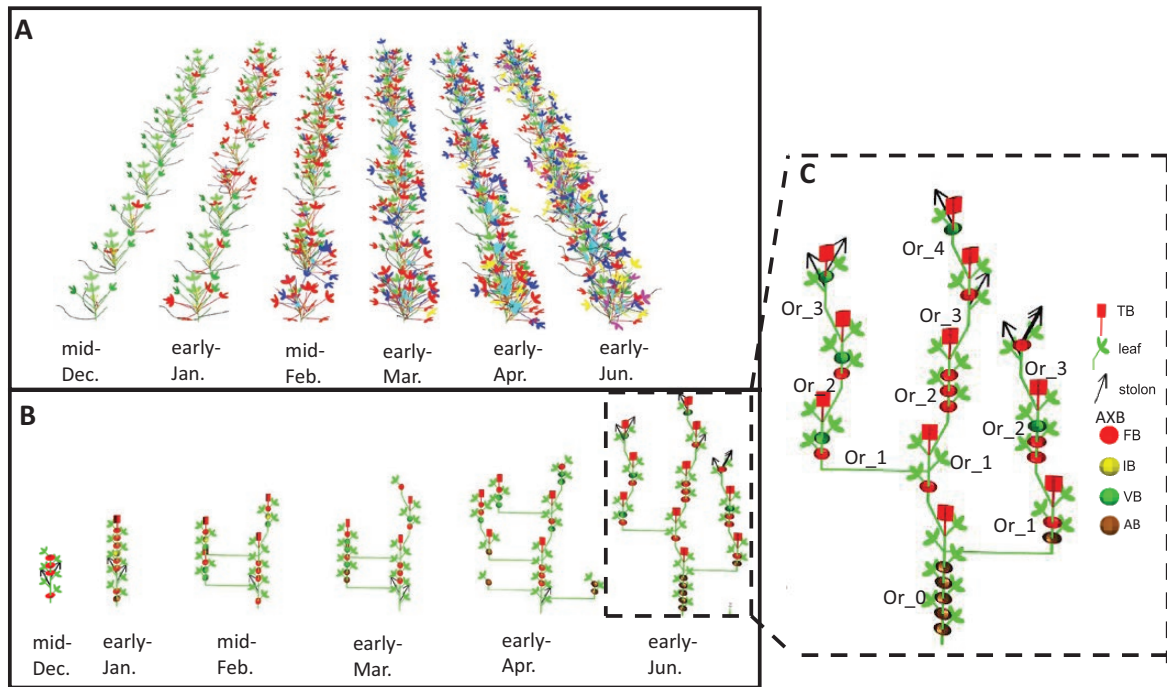 A
mid-
Dec.
early-
Jan.
mid-
Feb.
early-
Mar.
early-
Apr.
early-
Jun.
B
mid-
Dec.
early-
Jan.
mid-
Feb.
early-
Mar.
early-
Apr.
early-
Jun.
C
Or_4
Or_3
Or_3
Or_3
Or_2
Or_2
Or_2
Or_1
Or_1
Or_1
Or_0
TB
leaf
stolon
AXB
FB
IB
VB
AB